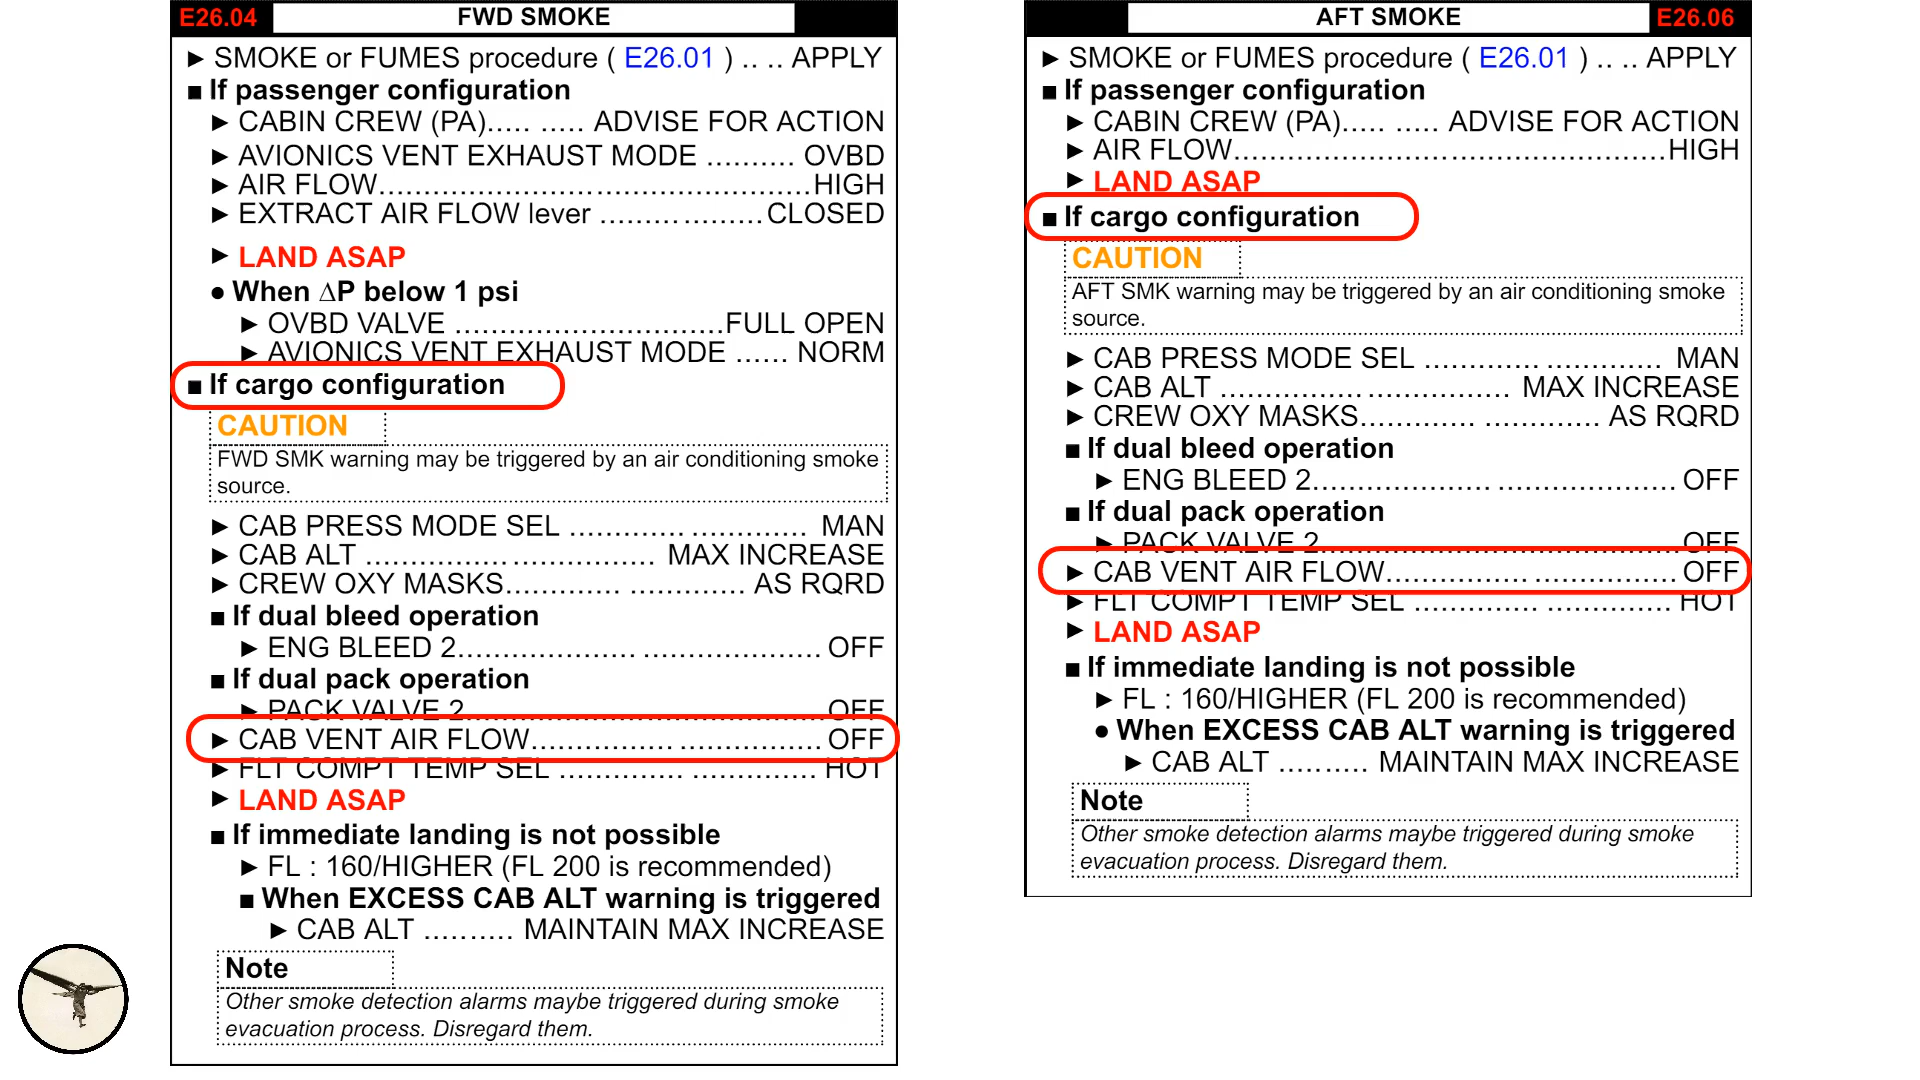 E26.04 FWD SMOKE
► SMOKE or FUMES procedure ( E26.01 ) .. .. APPLY
■ If passenger configuration
► CABIN CREW (PA)..... ..... ADVISE FOR ACTION
► AVIONICS VENT EXHAUST MODE .......... OVBD
► AIR FLOW................................................HIGH
► EXTRACT AIR FLOW lever ..................CLOSED
► LAND ASAP
● When ∆P below 1 psi
► OVBD VALVE ..............................FULL OPEN
► AVIONICS VENT EXHAUST MODE ...... NORM
■ If cargo configuration
CAUTION
FWD SMK warning may be triggered by an air conditioning smoke
source.
► CAB PRESS MODE SEL ............ ............. MAN
► CAB ALT ................ ................ MAX INCREASE
► CREW OXY MASKS............. ............. AS RQRD
■ If dual bleed operation
► ENG BLEED 2.................... .................... OFF
■ If dual pack operation
► PACK VALVE 2........................................OFF
► CAB VENT AIR FLOW................ ................ OFF
► FLT COMPT TEMP SEL .............. .............. HOT
► LAND ASAP
■ If immediate landing is not possible
► FL : 160/HIGHER (FL 200 is recommended)
■ When EXCESS CAB ALT warning is triggered
► CAB ALT .......... MAINTAIN MAX INCREASE
Note
Other smoke detection alarms maybe triggered during smoke
evacuation process. Disregard them.
AFT SMOKE E26.06
► SMOKE or FUMES procedure ( E26.01 ) .. .. APPLY
■ If passenger configuration
► CABIN CREW (PA)..... ..... ADVISE FOR ACTION
► AIR FLOW................................................HIGH
► LAND ASAP
■ If cargo configuration
CAUTION
AFT SMK warning may be triggered by an air conditioning smoke
source.
► CAB PRESS MODE SEL ............. ............. MAN
► CAB ALT ................ ................ MAX INCREASE
► CREW OXY MASKS............. ............. AS RQRD
■ If dual bleed operation
► ENG BLEED 2.................... .................... OFF
■ If dual pack operation
► PACK VALVE 2........................................OFF
► CAB VENT AIR FLOW................ ................ OFF
► FLT COMPT TEMP SEL .............. .............. HOT
► LAND ASAP
■ If immediate landing is not possible
► FL : 160/HIGHER (FL 200 is recommended)
● When EXCESS CAB ALT warning is triggered
► CAB ALT .......... MAINTAIN MAX INCREASE
Note
Other smoke detection alarms maybe triggered during smoke
evacuation process. Disregard them.